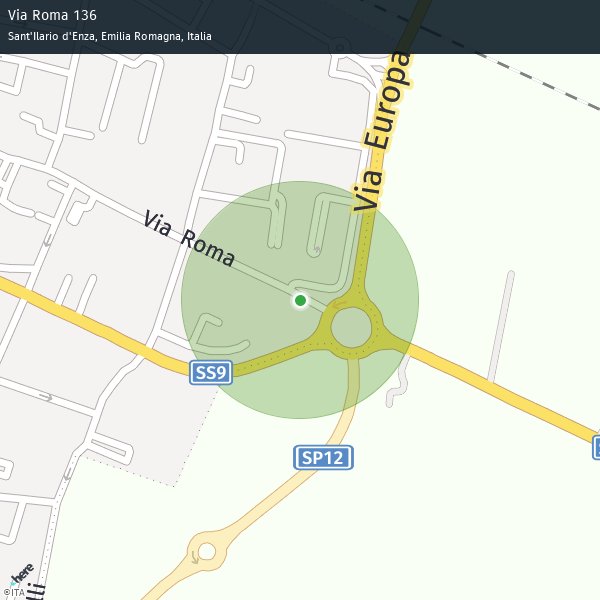 Via Roma 136
Sant'Ilario d'Enza, Emilia Romagna, Italia
Via Europa
Via Roma
SS9
SP12
here
©ITA